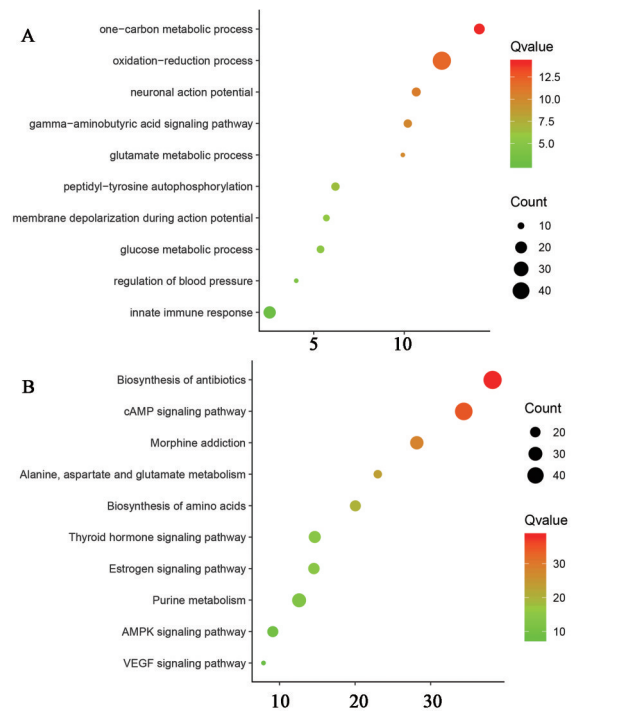 A
one−carbon metabolic process
oxidation−reduction process
neuronal action potential
gamma−aminobutyric acid signaling pathway
glutamate metabolic process
peptidyl−tyrosine autophosphorylation
membrane depolarization during action potential
glucose metabolic process
regulation of blood pressure
innate immune response
5 10
Qvalue
12.5
10.0
7.5
5.0
Count
10
20
30
40
B
Biosynthesis of antibiotics
cAMP signaling pathway
Morphine addiction
Alanine, aspartate and glutamate metabolism
Biosynthesis of amino acids
Thyroid hormone signaling pathway
Estrogen signaling pathway
Purine metabolism
AMPK signaling pathway
VEGF signaling pathway
10 20 30
Count
20
30
40
Qvalue
30
20
10